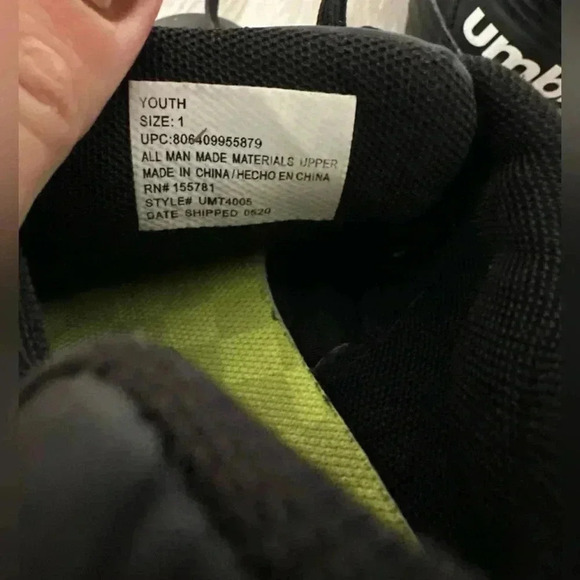 YOUTH
SIZE: 1
UPC:806409955879
ALL MAN MADE MATERIALS UPPER
MADE IN CHINA/HECHO EN CHINA
RN# 155781
STYLE# UMT4005
DATE SHIPPED 0520
umb